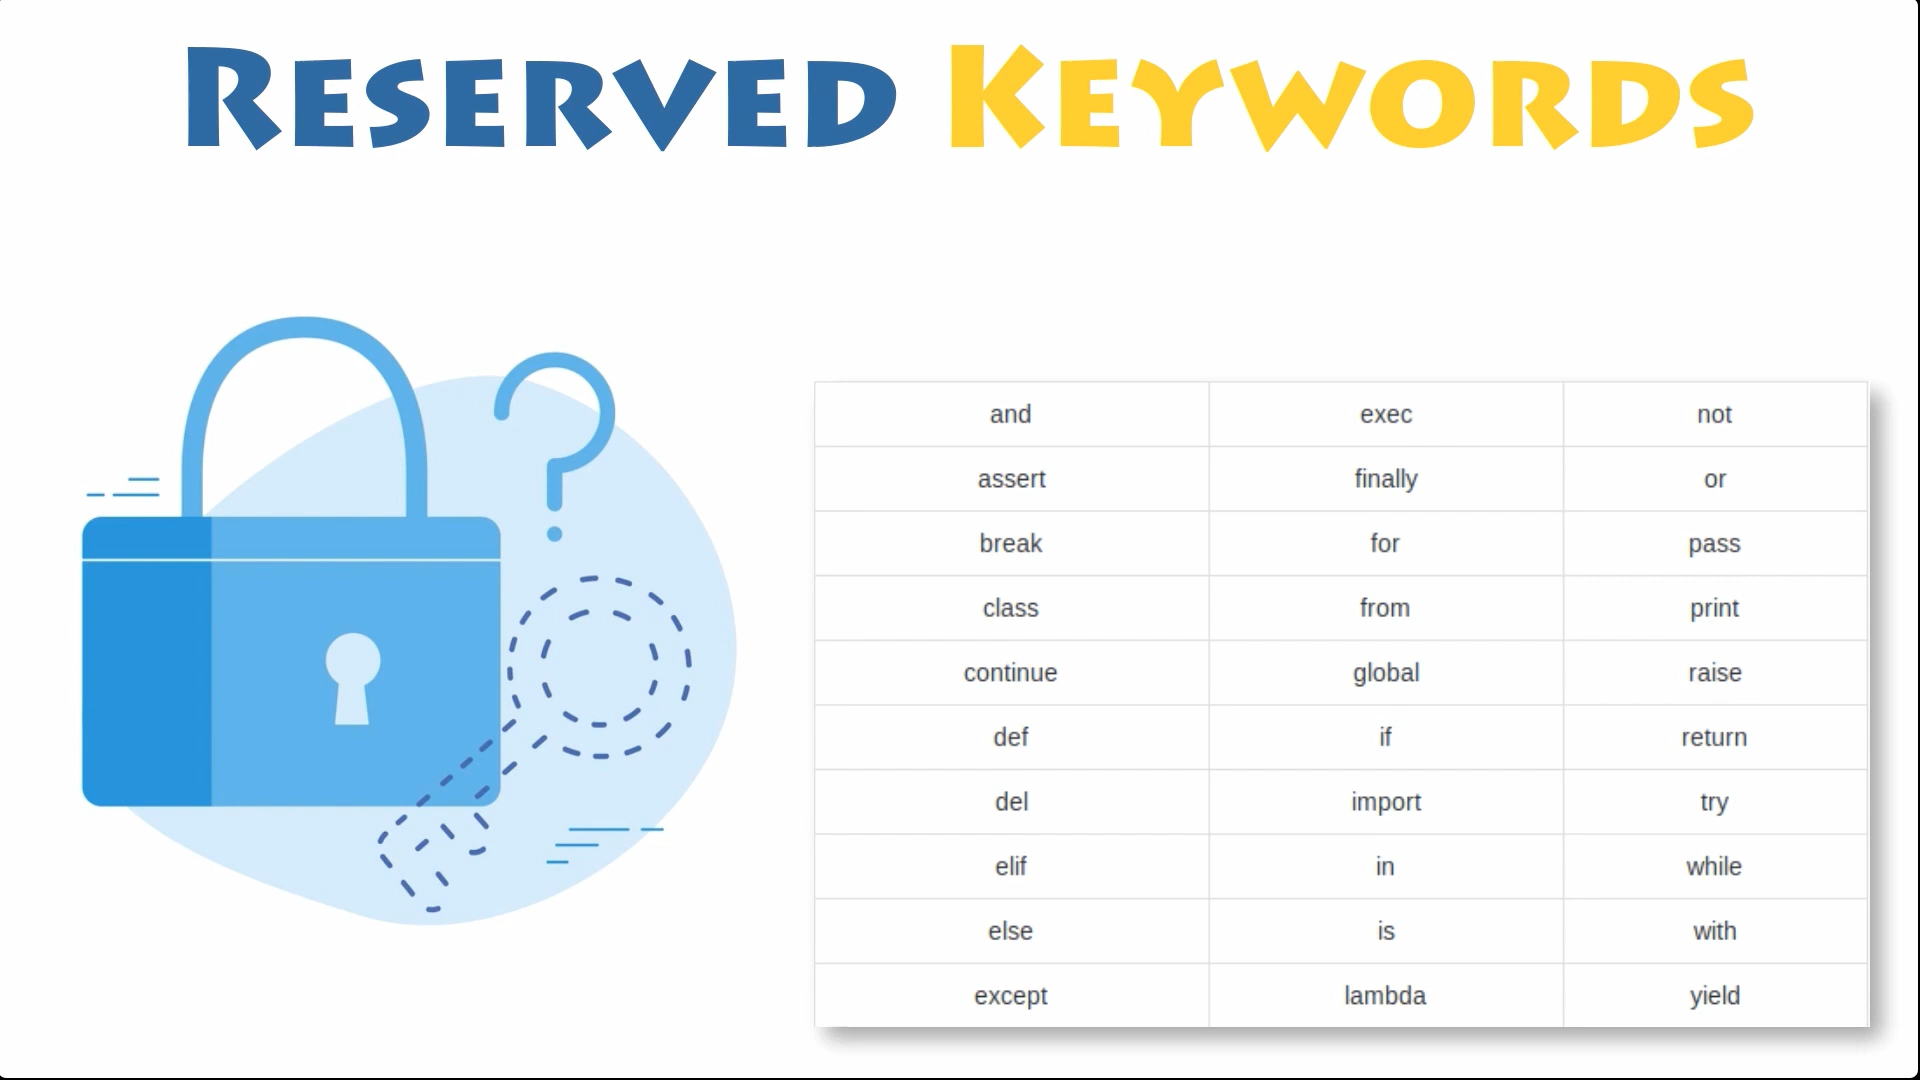 Reserved Keywords
and exec not
assert finally or
break for pass
class from print
continue global raise
def if return
del import try
elif in while
else is with
except lambda yield